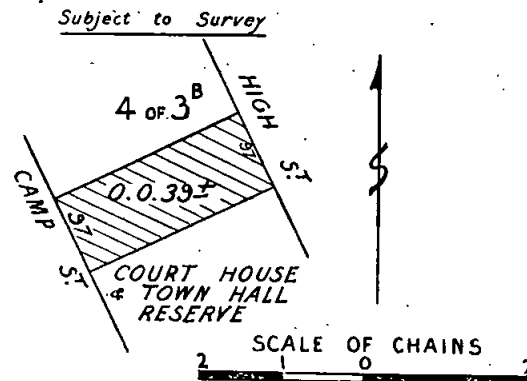 Subject to Survey
4 OF. 3B
HIGH ST.
97
0.0.39±
CAMP ST.
97
COURT HOUSE
& TOWN HALL
RESERVE
SCALE OF CHAINS
2 1 0 2